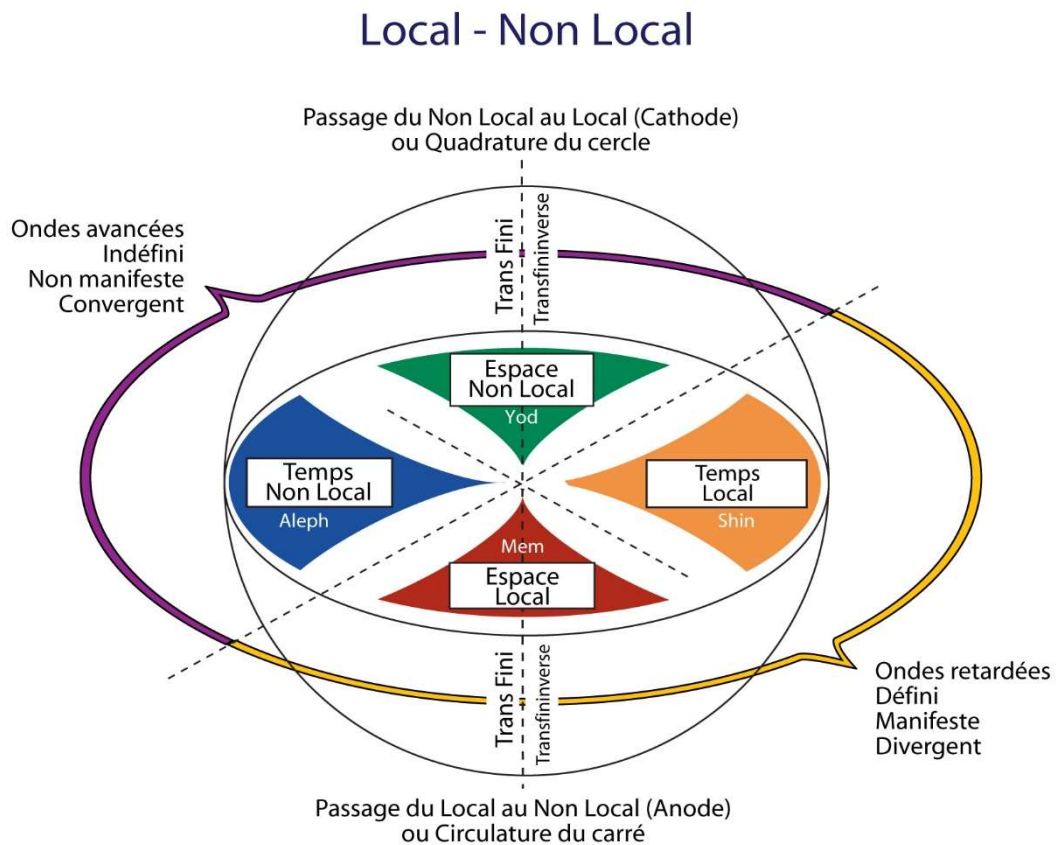 Local - Non Local
Passage du Non Local au Local (Cathode)
ou Quadrature du cercle
Ondes avancées
Indéfini
Non manifeste
Convergent
Trans Fini
Transfininverse
Espace
Non Local
Yod
Temps
Non Local
Aleph
Temps
Local
Shin
Mem
Espace
Local
Trans Fini
Transfininverse
Ondes retardées
Défini
Manifeste
Divergent
Passage du Local au Non Local (Anode)
ou Circulature du carré